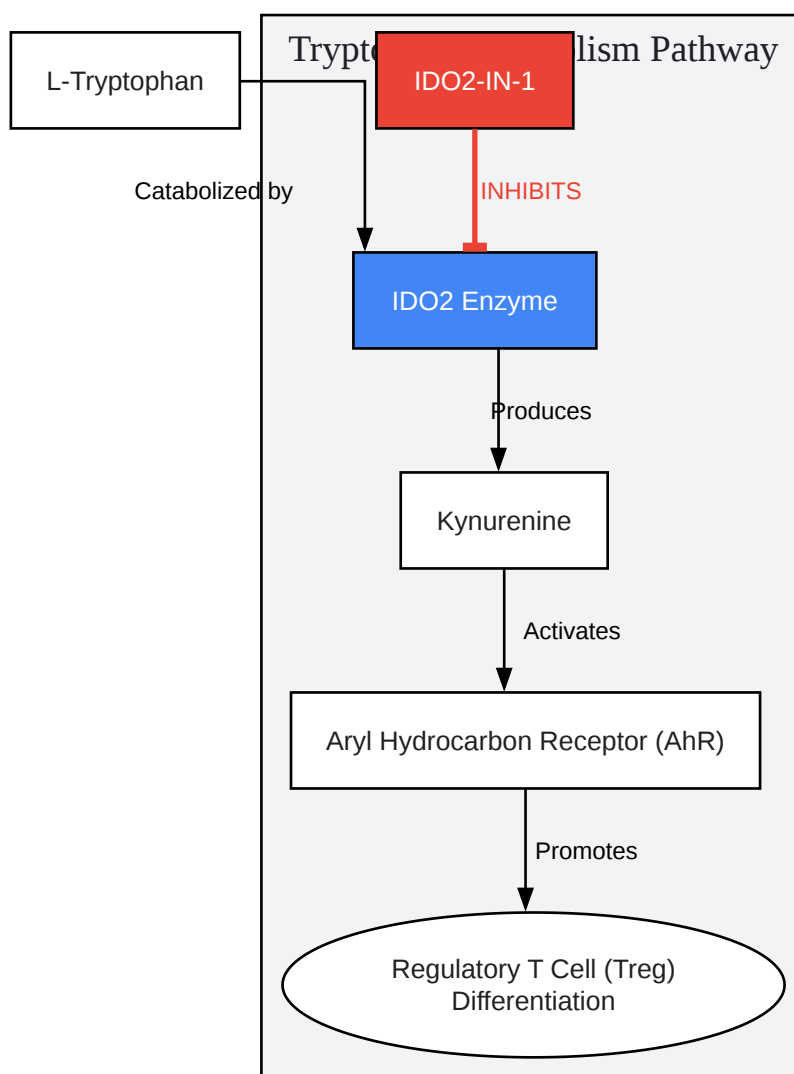 L-Tryptophan
IDO2-IN-1
Pathway
Catabolized by
INHIBITS
IDO2 Enzyme
Produces
Kynurenine
Activates
Aryl Hydrocarbon Receptor (AhR)
Promotes
Regulatory T Cell (Treg)
Differentiation